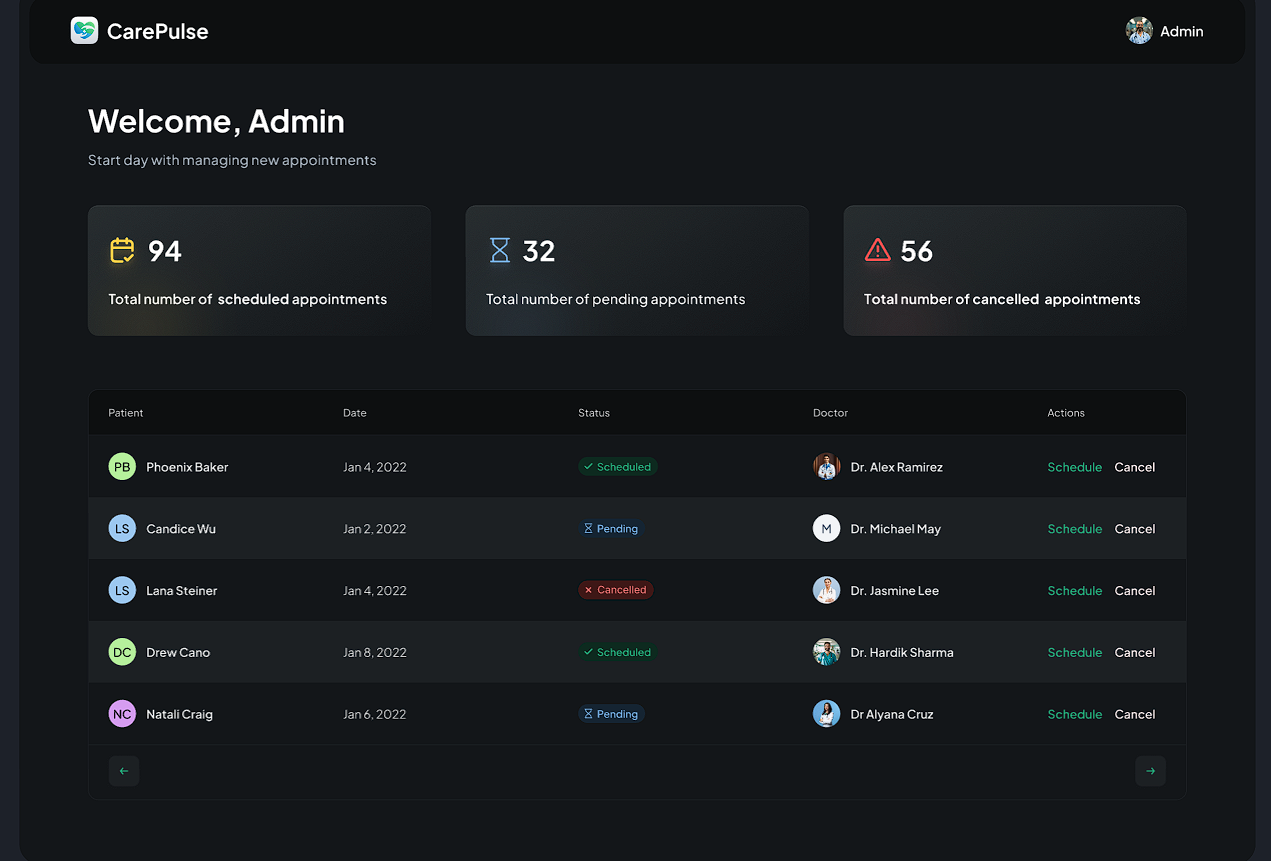 CarePulse
Admin
Welcome, Admin
Start day with managing new appointments
94
Total number of scheduled appointments
32
Total number of pending appointments
56
Total number of cancelled appointments
Patient Date Status Doctor Actions
PB Phoenix Baker Jan 4, 2022 Scheduled Dr. Alex Ramirez Schedule Cancel
LS Candice Wu Jan 2, 2022 Pending M Dr. Michael May Schedule Cancel
LS Lana Steiner Jan 4, 2022 Cancelled Dr. Jasmine Lee Schedule Cancel
DC Drew Cano Jan 8, 2022 Scheduled Dr. Hardik Sharma Schedule Cancel
NC Natali Craig Jan 6, 2022 Pending Dr Alyana Cruz Schedule Cancel